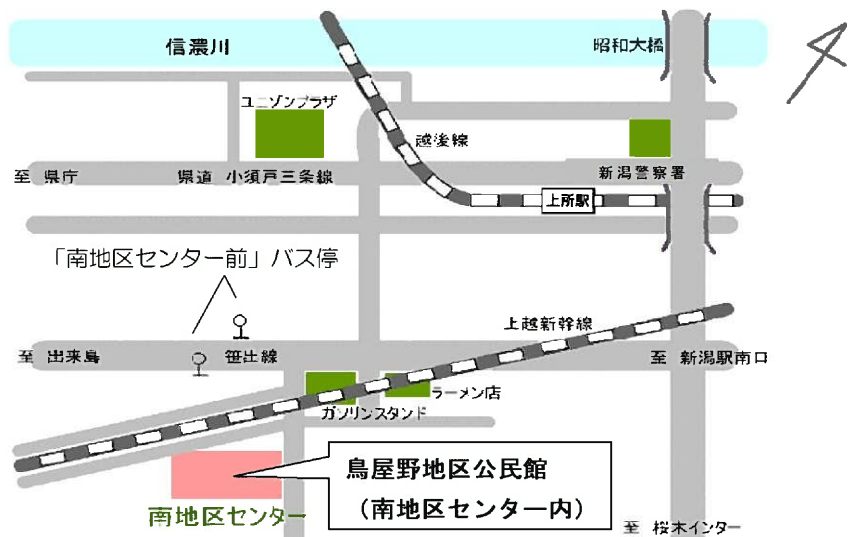 信濃川
昭和大橋
ユニゾンプラザ
越後線
至 県庁
県道 小須戸三条線
新潟警察署
上所駅
「南地区センター前」バス停
上越新幹線
至 出来島
笹出線
至 新潟駅南口
ラーメン店
ガソリンスタンド
鳥屋野地区公民館
（南地区センター内）
南地区センター
至 桜木インター